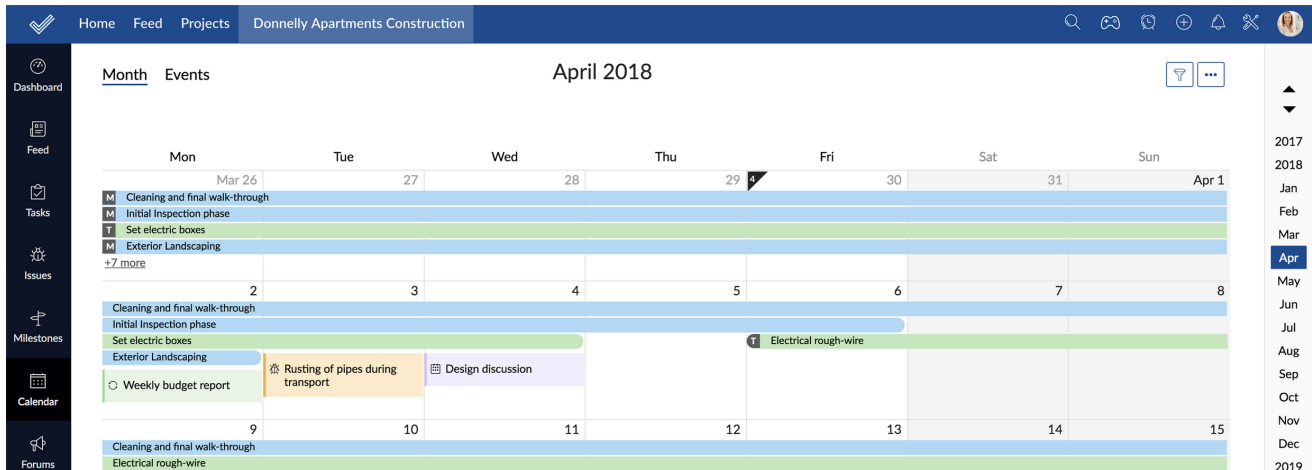 Home Feed Projects Donnelly Apartments Construction
Dashboard
Feed
Tasks
Issues
Milestones
Calendar
Forums
Month Events
April 2018
Mon Tue Wed Thu Fri Sat Sun
Mar 26 27 28 29 4 30 31 Apr 1
M Cleaning and final walk-through
M Initial Inspection phase
T Set electric boxes
M Exterior Landscaping
+7 more
2 3 4 5 6 7 8
Cleaning and final walk-through
Initial Inspection phase
Set electric boxes T Electrical rough-wire
Exterior Landscaping
Weekly budget report
Rusting of pipes during
transport
Design discussion
9 10 11 12 13 14 15
Cleaning and final walk-through
Electrical rough-wire
2017
2018
Jan
Feb
Mar
Apr
May
Jun
Jul
Aug
Sep
Oct
Nov
Dec
2019